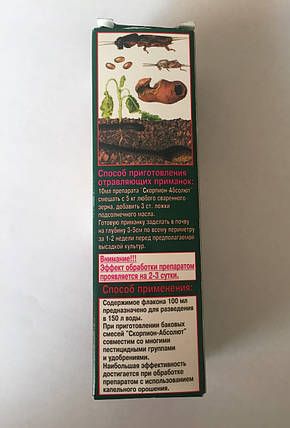 Способ приготовления
отравляющих приманок:
10мл препарата "Скорпион Абсолют"
смешать с 5 кг любого сваренного
зерна, добавить 3 ст. ложки
подсолнечного масла.
Готовую приманку заделать в почву
на глубину 3-5см по всему периметру
за 1-2 недели перед предполагаемой
высадкой культур.
Внимание!!!
Эффект обработки препаратом
проявляется на 2-3 сутки.
Способ применения:
Содержимое флакона 100 мл
предназначено для разведения
в 150 л воды.
При приготовлении баковых
смесей "Скорпион-Абсолют"
совместим со многими
пестицидными группами
и удобрениями.
Наибольшая эффективность
достигается при обработке
препаратом с использованием
капельного орошения.